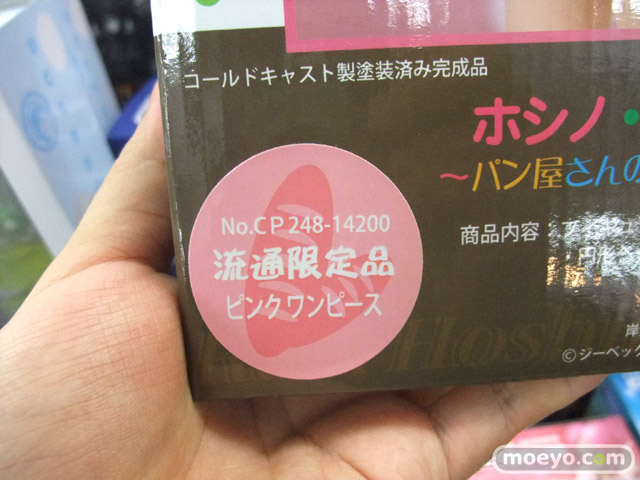 コールドキャスト製塗装済み完成品
ホシノ・
～パン屋さんの
No.CP248-14200
流通限定品
ピンクワンピース
商品内容：
©ジーベック
moeyo.com